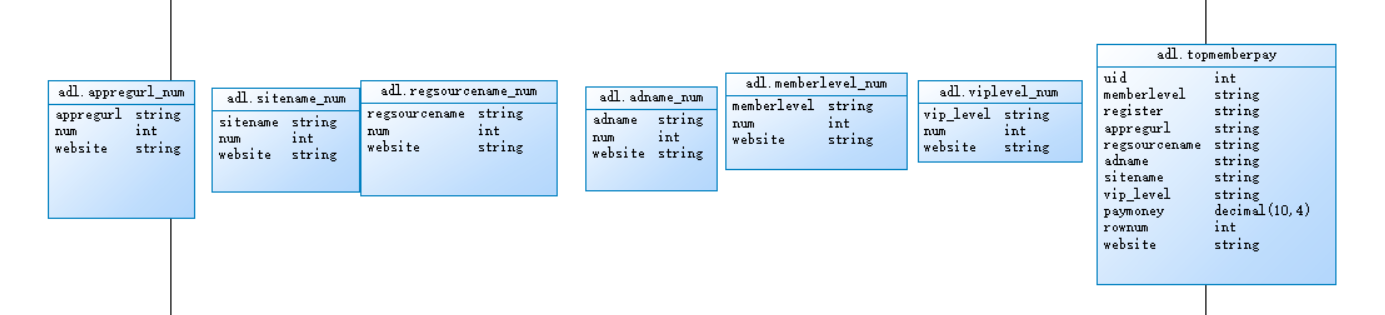 adl.appregurl_num
appregurl string
num int
website string
adl.sitename_num
sitename string
num int
website string
adl.regsourcename_num
regsourcename string
num int
website string
adl.adname_num
adname string
num int
website string
adl.memberlevel_num
memberlevel string
num int
website string
adl.viplevel_num
vip_level string
num int
website string
adl.topmemberpay
uid int
memberlevel string
register string
appregurl string
regsourcename string
adname string
sitename string
vip_level string
paymoney decimal(10,4)
rownum int
website string